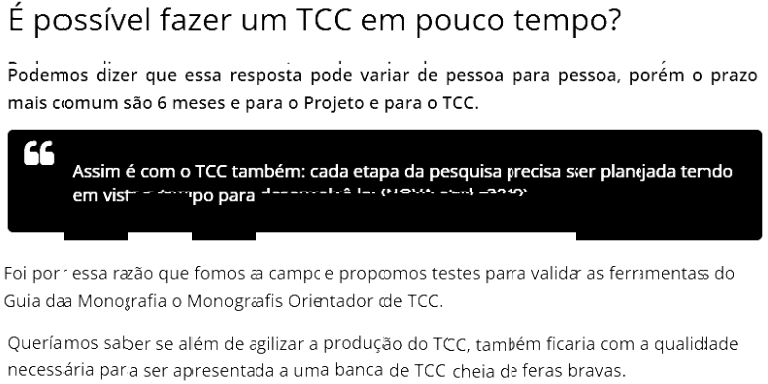 É possível fazer um TCC em pouco tempo?
Podemos dizer que essa resposta pode variar de pessoa para pessoa, porém o prazo
mais comum são 6 meses e para o Projeto e para o TCC.
Assim é com o TCC também: cada etapa da pesquisa precisa ser planejada tendo
em vista para
Foi por essa razão que fomos a campo e propomos testes para validar as ferramentas do
Guia da Monografia o Monografis Orientador de TCC.
Queríamos saber se além de agilizar a produção do TCC, também ficaria com a qualidade
necessária para ser apresentada a uma banca de TCC cheia de feras bravas.